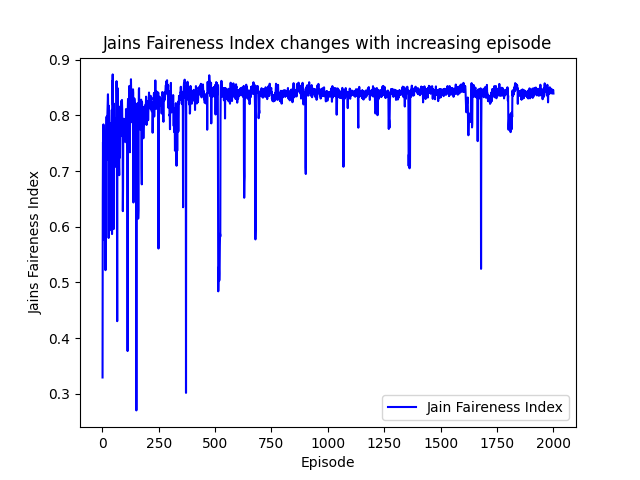 Jains Faireness Index changes with increasing episode
Jains Faireness Index
0.9
0.8
0.7
0.6
0.5
0.4
0.3
Jain Faireness Index
0 250 500 750 1000 1250 1500 1750 2000
Episode